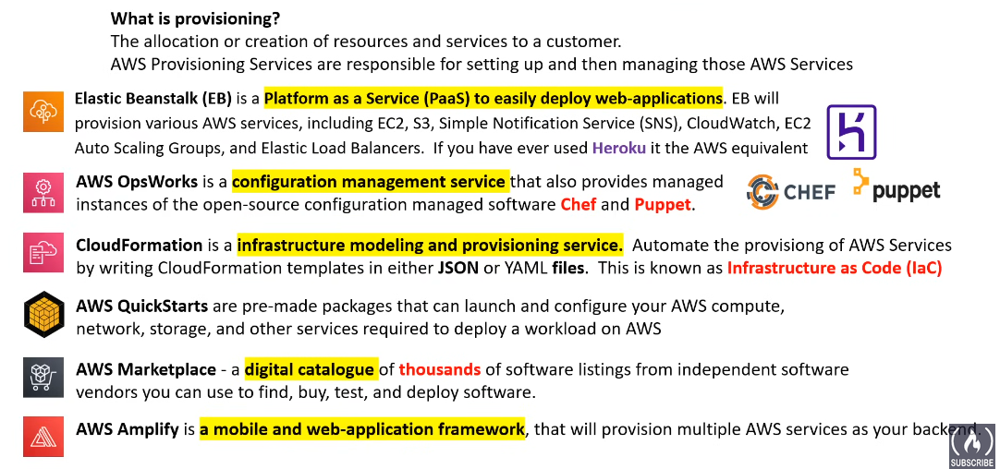 What is provisioning?
The allocation or creation of resources and services to a customer.
AWS Provisioning Services are responsible for setting up and then managing those AWS Services
Elastic Beanstalk (EB) is a Platform as a Service (PaaS) to easily deploy web-applications. EB will
provision various AWS services, including EC2, S3, Simple Notification Service (SNS), CloudWatch, EC2
Auto Scaling Groups, and Elastic Load Balancers. If you have ever used Heroku it the AWS equivalent
AWS OpsWorks is a configuration management service that also provides managed
instances of the open-source configuration managed software Chef and Puppet.
CHEF
puppet
CloudFormation is a infrastructure modeling and provisioning service. Automate the provisiong of AWS Services
by writing CloudFormation templates in either JSON or YAML files. This is known as Infrastructure as Code (IaC)
AWS QuickStarts are pre-made packages that can launch and configure your AWS compute,
network, storage, and other services required to deploy a workload on AWS
AWS Marketplace - a digital catalogue of thousands of software listings from independent software
vendors you can use to find, buy, test, and deploy software.
AWS Amplify is a mobile and web-application framework, that will provision multiple AWS services as your backend.
SUBSCRIBE